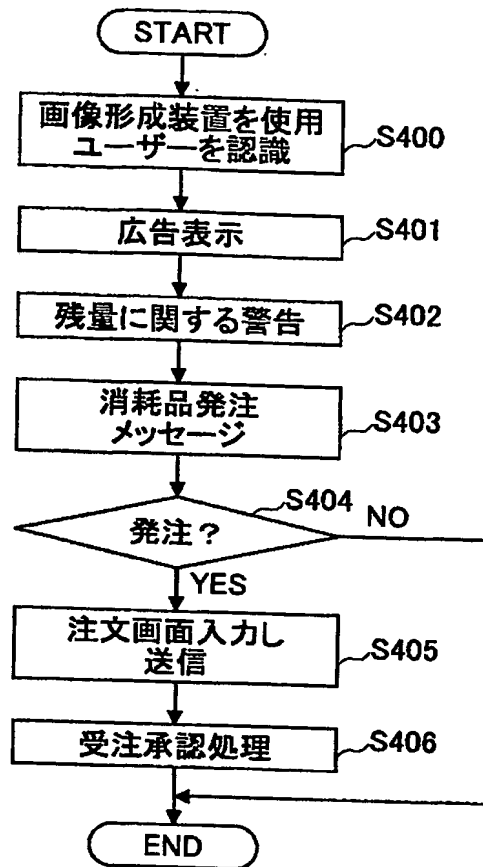 START
画像形成装置を使用
ユーザーを認識
S400
広告表示
S401
残量に関する警告
S402
消耗品発注
メッセージ
S403
S404
発注?
NO
YES
注文画面入力し
送信
S405
受注承認処理
S406
END